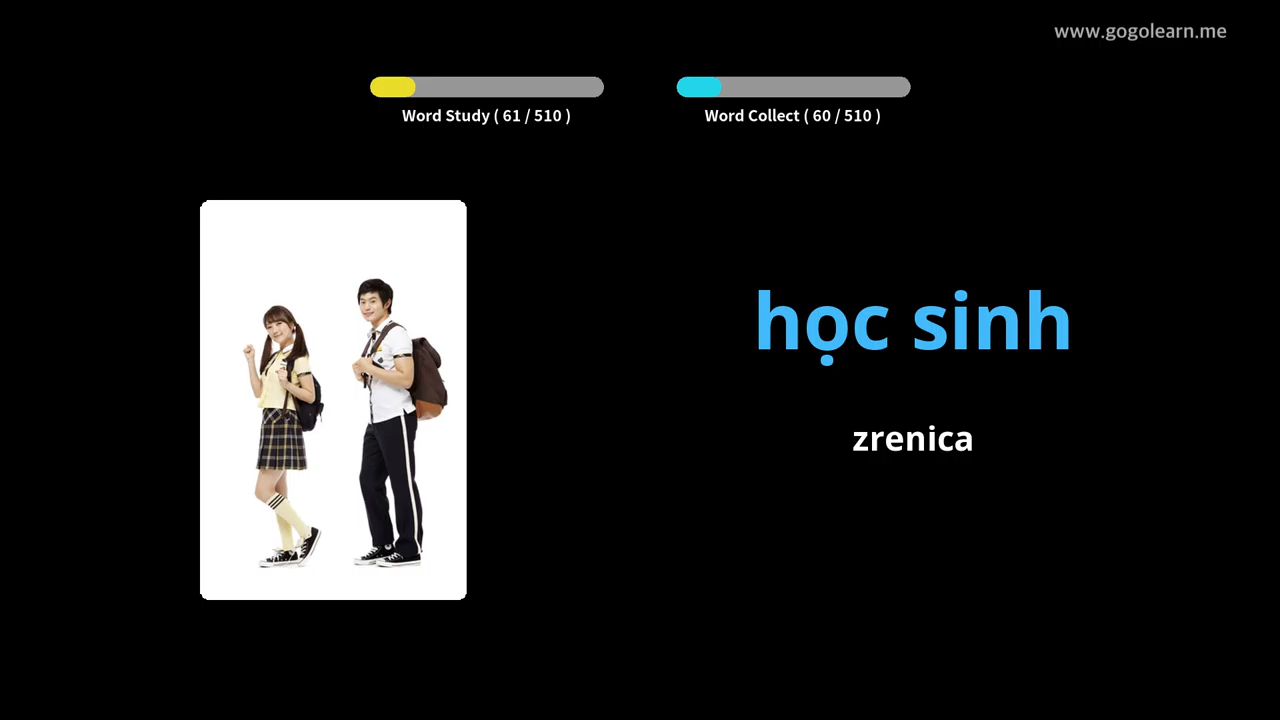 www.gogolearn.me
Word Study ( 61 / 510 )
Word Collect ( 60 / 510 )
học sinh
zrenica